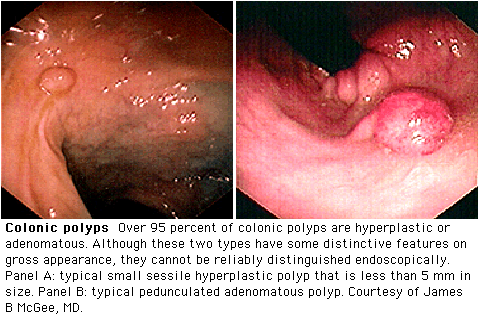 Colonic polyps Over 95 percent of colonic polyps are hyperplastic or
adenomatous. Although these two types have some distinctive features on
gross appearance, they cannot be reliably distinguished endoscopically.
Panel A: typical small sessile hyperplastic polyp that is less than 5 mm in
size. Panel B: typical pedunculated adenomatous polyp. Courtesy of James
B McGee, MD.